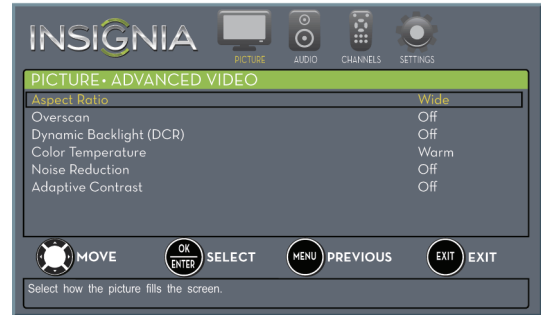 INSIGNIA
PICTURE AUDIO CHANNELS SETTINGS
PICTURE• ADVANCED VIDEO
Aspect Ratio Wide
Overscan Off
Dynamic Backlight (DCR) Off
Color Temperature Warm
Noise Reduction Off
Adaptive Contrast Off
MOVE OK ENTER SELECT MENU PREVIOUS EXIT EXIT
Select how the picture fills the screen.